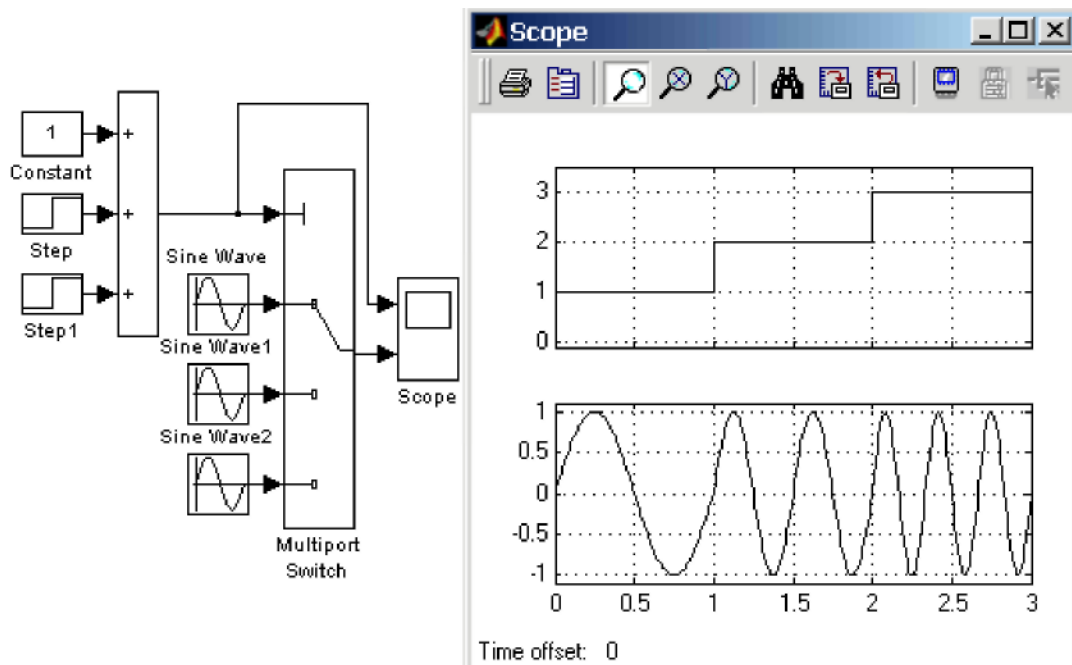 1
Constant
+
Step
+
Step1
+
Sine Wave
Sine Wave1
Sine Wave2
Multiport
Switch
Scope
Scope
3
2
1
0
1
0.5
0
-0.5
-1
0 0.5 1 1.5 2 2.5 3
Time offset: 0